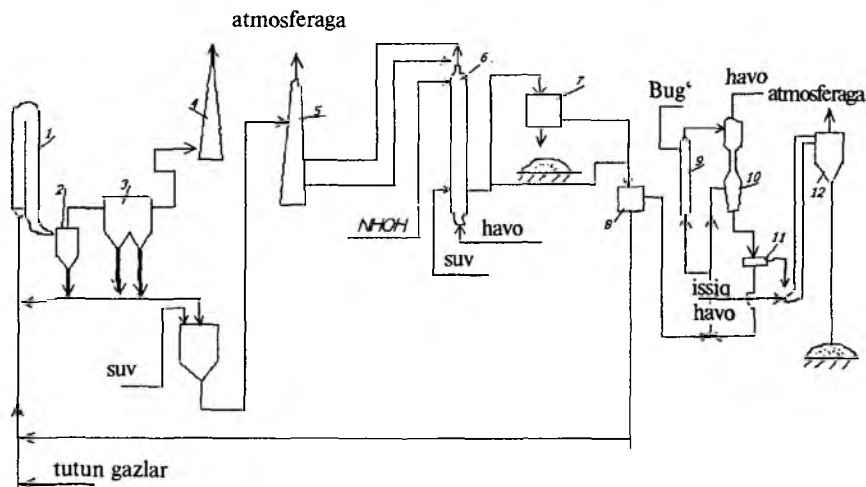 atmosferaga
1
2
3
4
5
6
7
8
Bug‘
havo
atmosferaga
9
10
11
12
NHOH
suv
havo
issiq
havo
suv
tutun gazlar